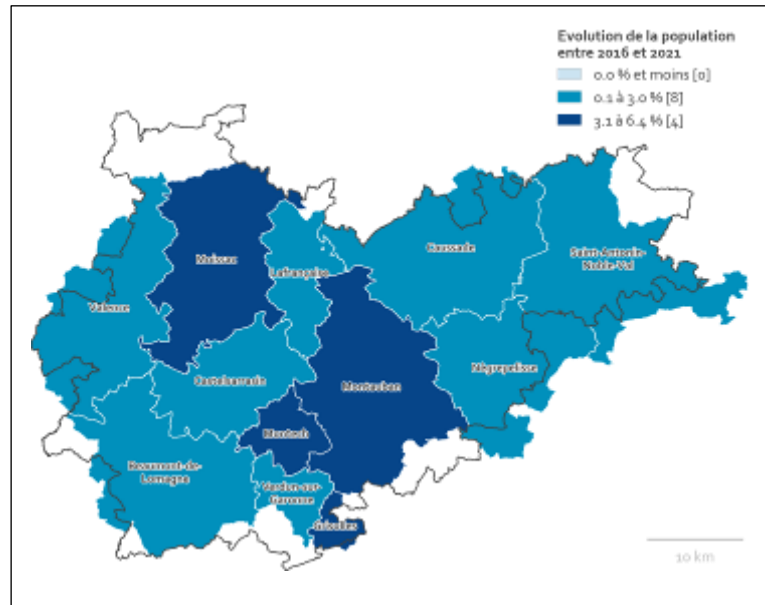 Evolution de la population
entre 2016 et 2021
0.0 % et moins [0]
0.1 à 3.0 % [8]
3.1 à 6.4 % [4]
Caussade
Saint-Antonin-
Noble-Val
Moissac
Lafrançaise
Valence
Nègrepelisse
Castelsarrasin
Montauban
Montech
Beaumont-de-
Lomagne
Verdun-sur-
Garonne
Grisolles
10 km